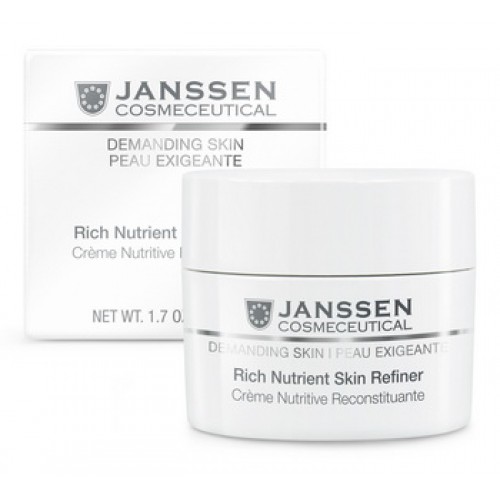 JANSSEN
COSMECEUTICAL
DEMANDING SKIN
PEAU EXIGEANTE
Rich Nutrient
Crème Nutritive
NET WT. 1.7
JANSSEN
COSMECEUTICAL
DEMANDING SKIN | PEAU EXIGEANTE
Rich Nutrient Skin Refiner
Crème Nutritive Reconstituante